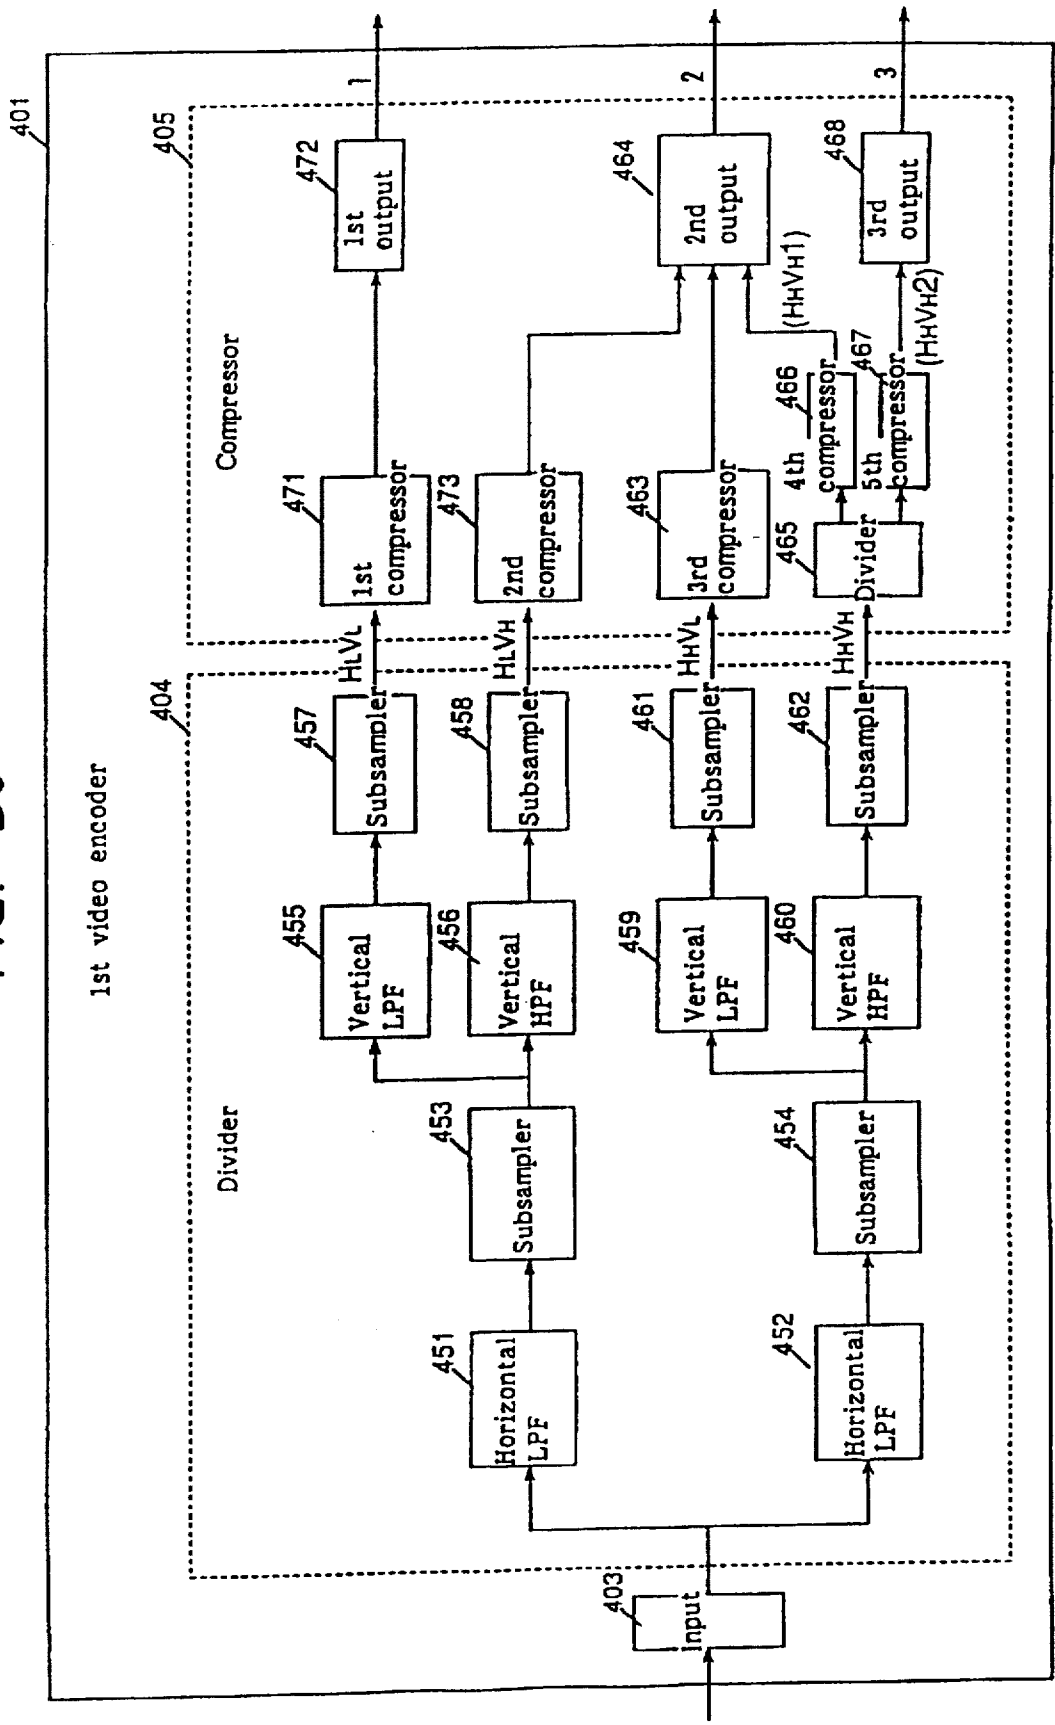 1st video encoder
401
Divider
404
Compressor
405
Input
403
Horizontal
LPF
451
Subsampler
453
Vertical
LPF
455
Subsampler
457
HLVL
1st
compressor
471
1st
output
472
1
Vertical
HPF
456
Subsampler
458
HLVH
2nd
compressor
473
Horizontal
LPF
452
Subsampler
454
Vertical
LPF
459
Subsampler
461
HHVL
3rd
compressor
463
2nd
output
464
2
Vertical
HPF
460
Subsampler
462
HHVH
Divider
465
4th
compressor
466
(HHVH1)
5th
compressor
467
(HHVH2)
3rd
output
468
3